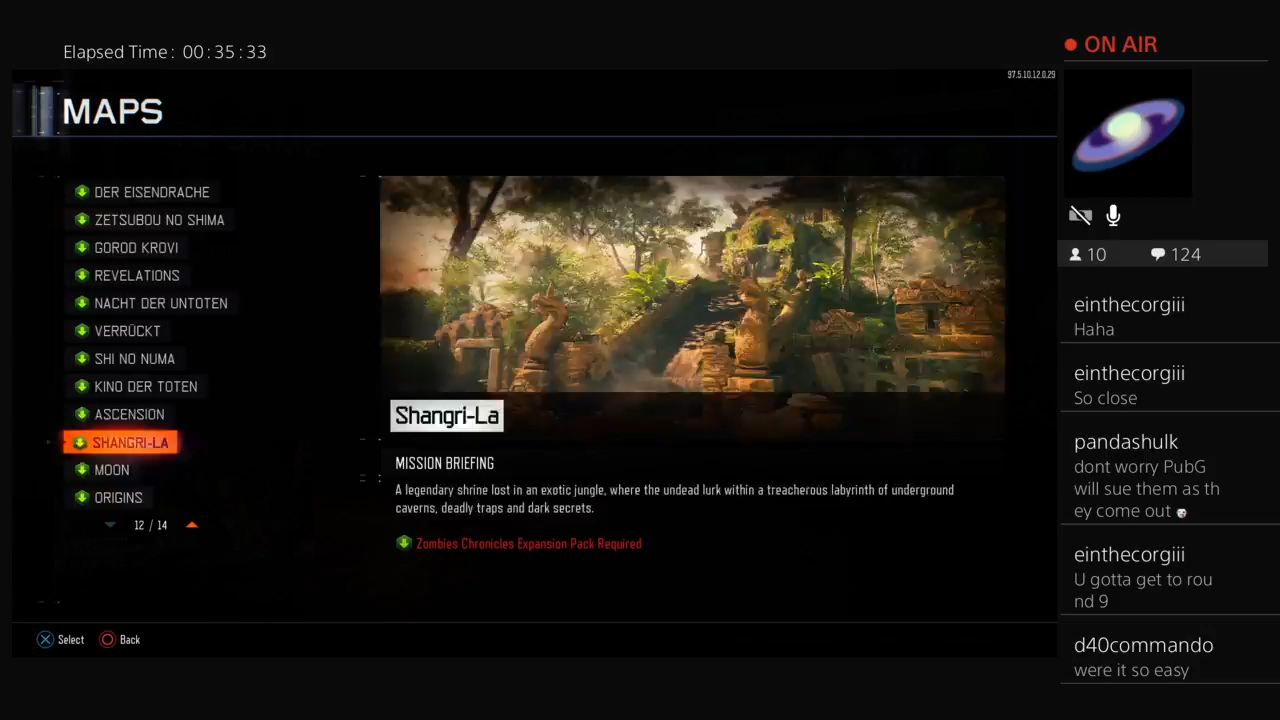 Elapsed Time: 00:35:33
ON AIR
97.5.10.12.0.29
MAPS
DER EISENDRACHE
ZETSUBOU NO SHIMA
GOROD KROVI
REVELATIONS
NACHT DER UNTOTEN
VERRÜCKT
SHI NO NUMA
KINO DER TOTEN
ASCENSION
SHANGRI-LA
MOON
ORIGINS
12 / 14
Shangri-La
MISSION BRIEFING
A legendary shrine lost in an exotic jungle, where the undead lurk within a treacherous labyrinth of underground
caverns, deadly traps and dark secrets.
Zombies Chronicles Expansion Pack Required
Select
Back
10
124
einthecorgiii
Haha
einthecorgiii
So close
pandashulk
dont worry PubG
will sue them as th
ey come out
einthecorgiii
U gotta get to rou
nd 9
d40commando
were it so easy